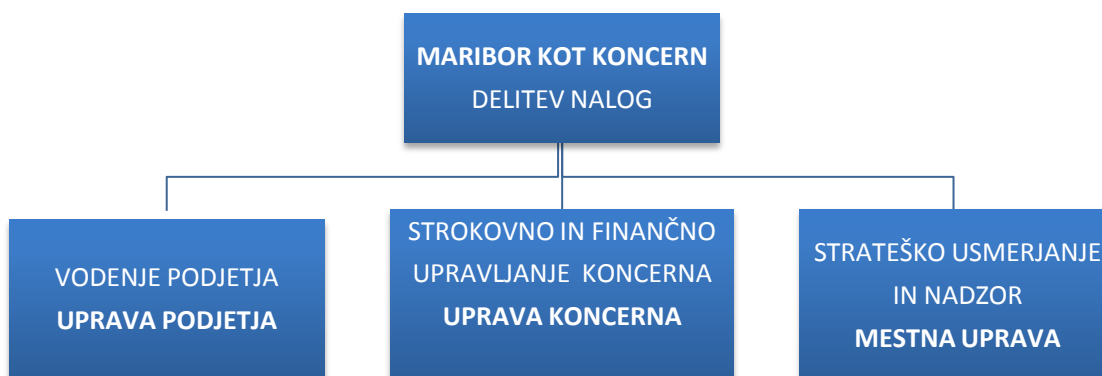 MARIBOR KOT KONCERN
DELITEV NALOG
VODENJE PODJETJA
UPRAVA PODJETJA
STROKOVNO IN FINANČNO
UPRAVLJANJE KONCERNA
UPRAVA KONCERNA
STRATEŠKO USMERJANJE
IN NADZOR
MESTNA UPRAVA